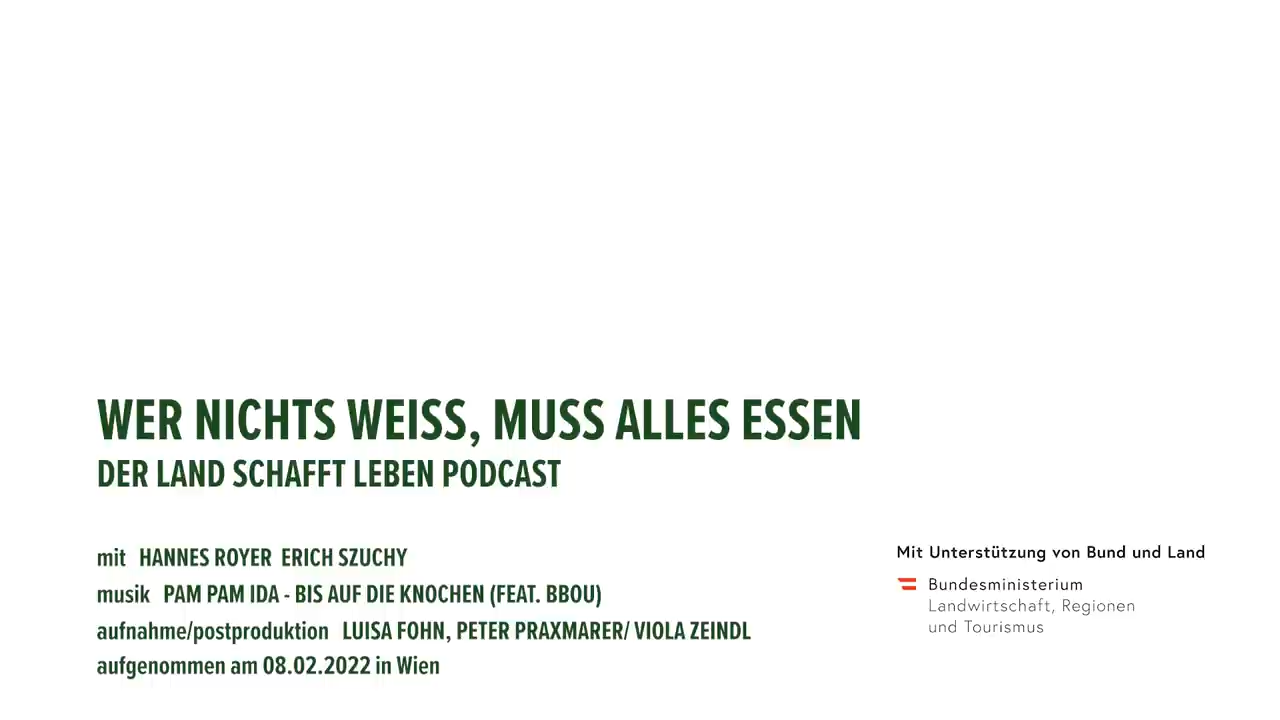 WER NICHTS WEISS, MUSS ALLES ESSEN
DER LAND SCHAFFT LEBEN PODCAST
mit HANNES ROYER ERICH SZUCHY
musik PAM PAM IDA - BIS AUF DIE KNOCHEN (FEAT. BBOU)
aufnahme/postproduktion LUISA FOHN, PETER PRAXMARER/ VIOLA ZEINDL
aufgenommen am 08.02.2022 in Wien
Mit Unterstützung von Bund und Land
Bundesministerium
Landwirtschaft, Regionen
und Tourismus